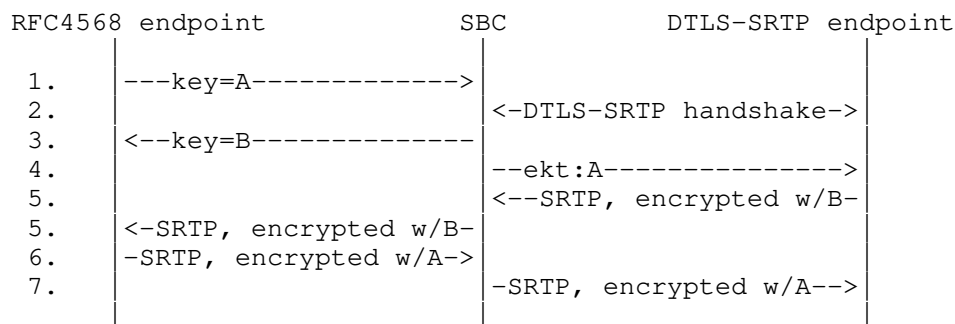 RFC4568 endpoint                SBC             DTLS-SRTP endpoint
       |                         |                          |
 1.    |---key=A------------->|                          |
 2.    |                         |<-DTLS-SRTP handshake->|
 3.    |<--key=B--------------|                          |
 4.    |                         |--ekt:A--------------->|
 5.    |                         |<--SRTP, encrypted w/B-|
 5.    |<-SRTP, encrypted w/B-|                          |
 6.    |-SRTP, encrypted w/A->|                          |
 7.    |                         |-SRTP, encrypted w/A-->|
       |                         |                          |